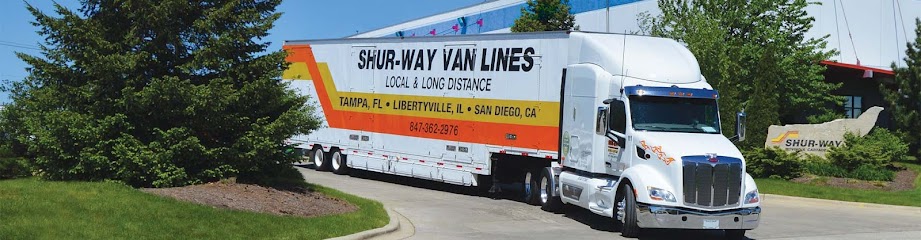 SHUR-WAY VAN LINES
LOCAL & LONG DISTANCE
TAMPA, FL • LIBERTYVILLE, IL • SAN DIEGO, CA
847-362-2976
SHUR-WAY